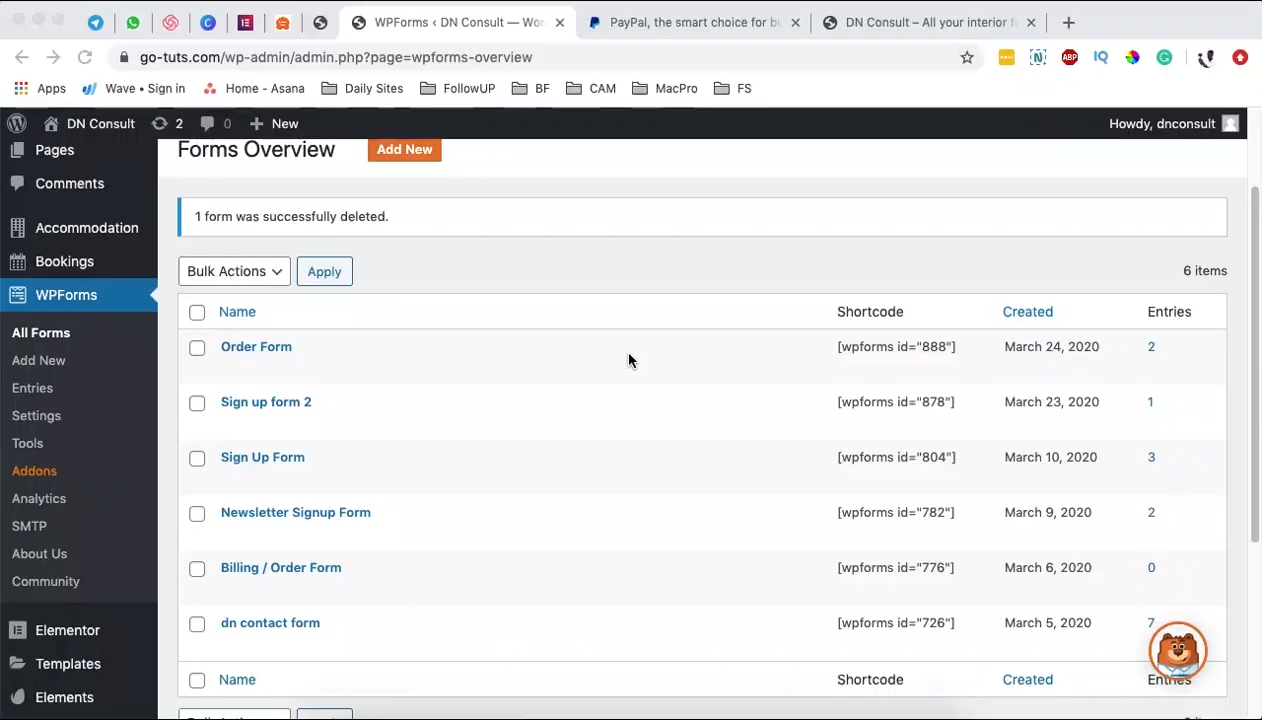 WPForms ‹ DN Consult — Wor
PayPal, the smart choice for bu
DN Consult – All your interior f
go-tuts.com/wp-admin/admin.php?page=wpforms-overview
ABP
IQ
Apps
Wave • Sign in
Home - Asana
Daily Sites
FollowUP
BF
CAM
MacPro
FS
DN Consult
2
0
New
Howdy, dnconsult
Pages
Comments
Accommodation
Bookings
WPForms
All Forms
Add New
Entries
Settings
Tools
Addons
Analytics
SMTP
About Us
Community
Elementor
Templates
Elements
Forms Overview
Add New
1 form was successfully deleted.
Bulk Actions
Apply
6 items
Name Shortcode Created Entries
Order Form [wpforms id="888"] March 24, 2020 2
Sign up form 2 [wpforms id="878"] March 23, 2020 1
Sign Up Form [wpforms id="804"] March 10, 2020 3
Newsletter Signup Form [wpforms id="782"] March 9, 2020 2
Billing / Order Form [wpforms id="776"] March 6, 2020 0
dn contact form [wpforms id="726"] March 5, 2020 7
Name Shortcode Created Entries